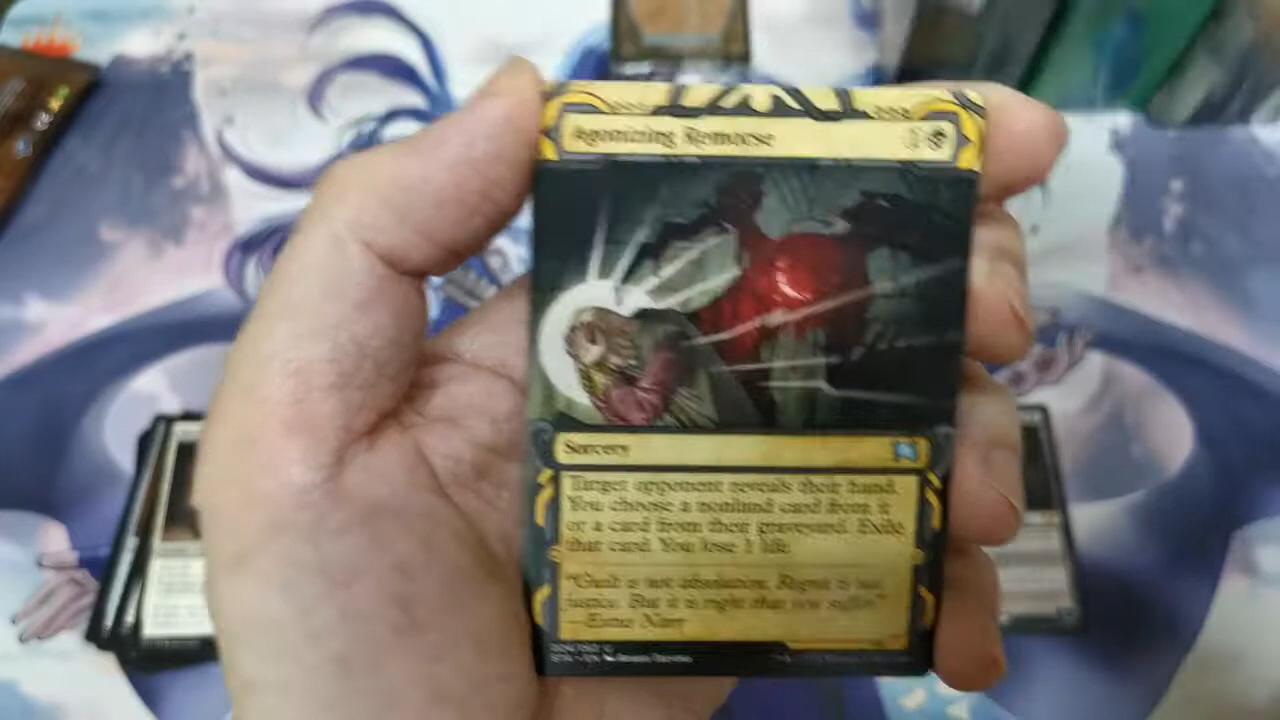 Agonizing Remorse
Sorcery
Target opponent reveals their hand.
You choose a nonland card from it
or a card from their graveyard. Exile
that card. You lose 1 life.
"Guilt is not absolution. Regret is not
justice. But it is right that you suffer."
—Extus Narr